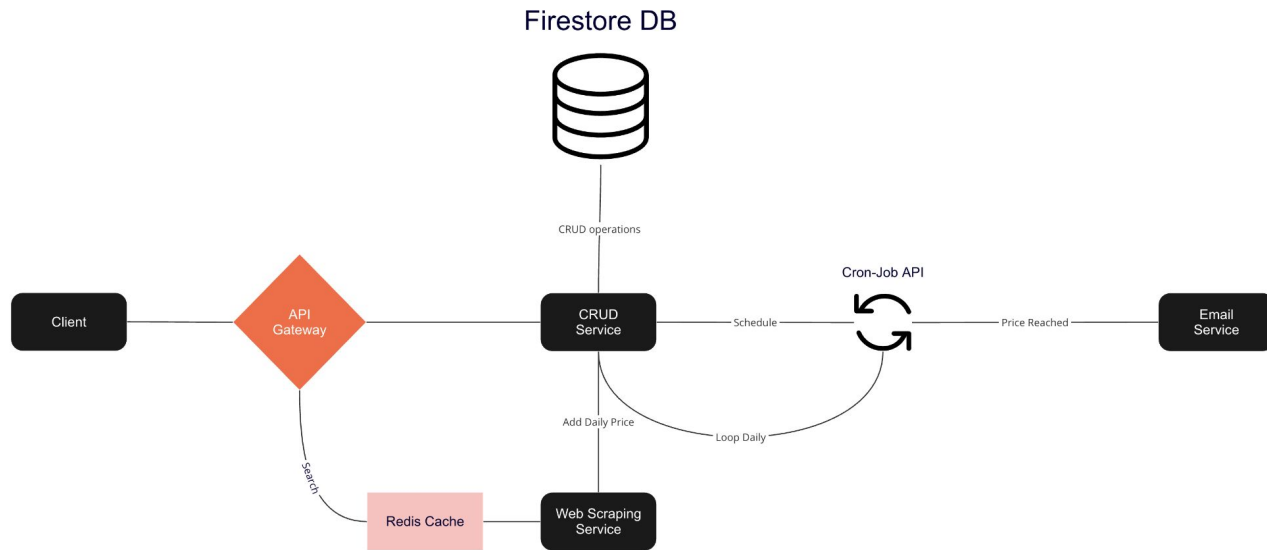 Firestore DB
CRUD operations
Cron-Job API
Client
API
Gateway
CRUD
Service
Schedule
Price Reached
Email
Service
Add Daily Price
Loop Daily
Search
Redis Cache
Web Scraping
Service